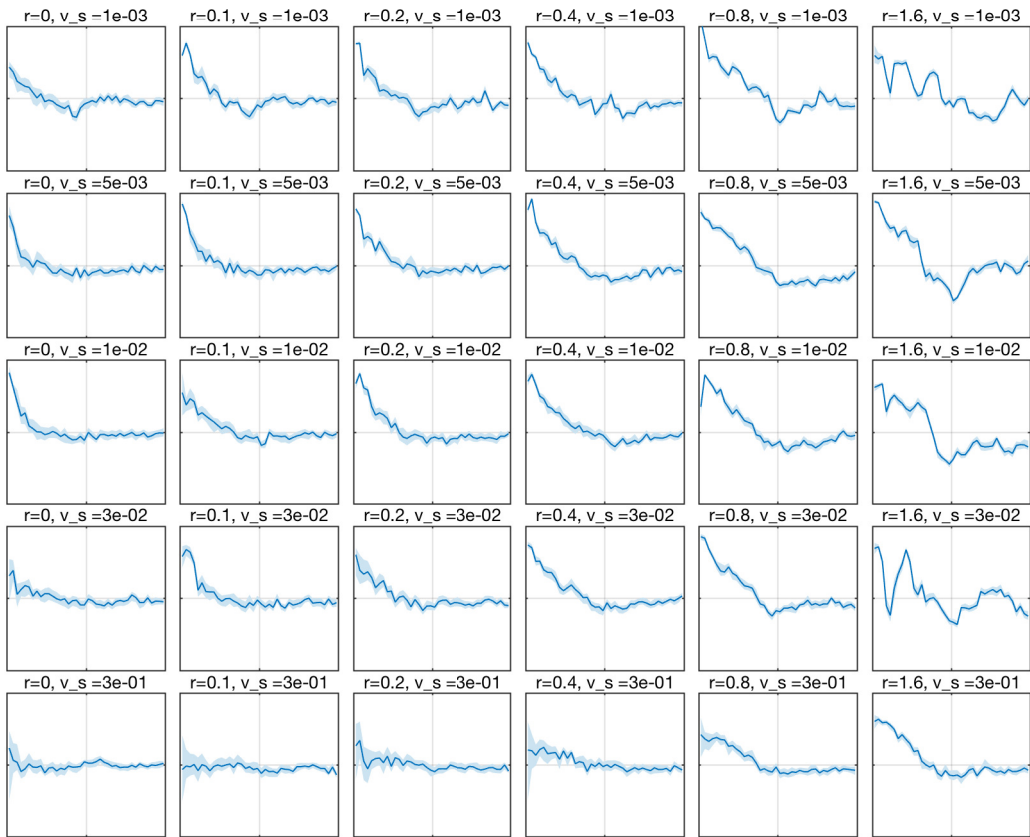 r=0, v_s =1e-03 r=0.1, v_s =1e-03 r=0.2, v_s =1e-03 r=0.4, v_s =1e-03 r=0.8, v_s =1e-03 r=1.6, v_s =1e-03
r=0, v_s =5e-03 r=0.1, v_s =5e-03 r=0.2, v_s =5e-03 r=0.4, v_s =5e-03 r=0.8, v_s =5e-03 r=1.6, v_s =5e-03
r=0, v_s =1e-02 r=0.1, v_s =1e-02 r=0.2, v_s =1e-02 r=0.4, v_s =1e-02 r=0.8, v_s =1e-02 r=1.6, v_s =1e-02
r=0, v_s =3e-02 r=0.1, v_s =3e-02 r=0.2, v_s =3e-02 r=0.4, v_s =3e-02 r=0.8, v_s =3e-02 r=1.6, v_s =3e-02
r=0, v_s =3e-01 r=0.1, v_s =3e-01 r=0.2, v_s =3e-01 r=0.4, v_s =3e-01 r=0.8, v_s =3e-01 r=1.6, v_s =3e-01